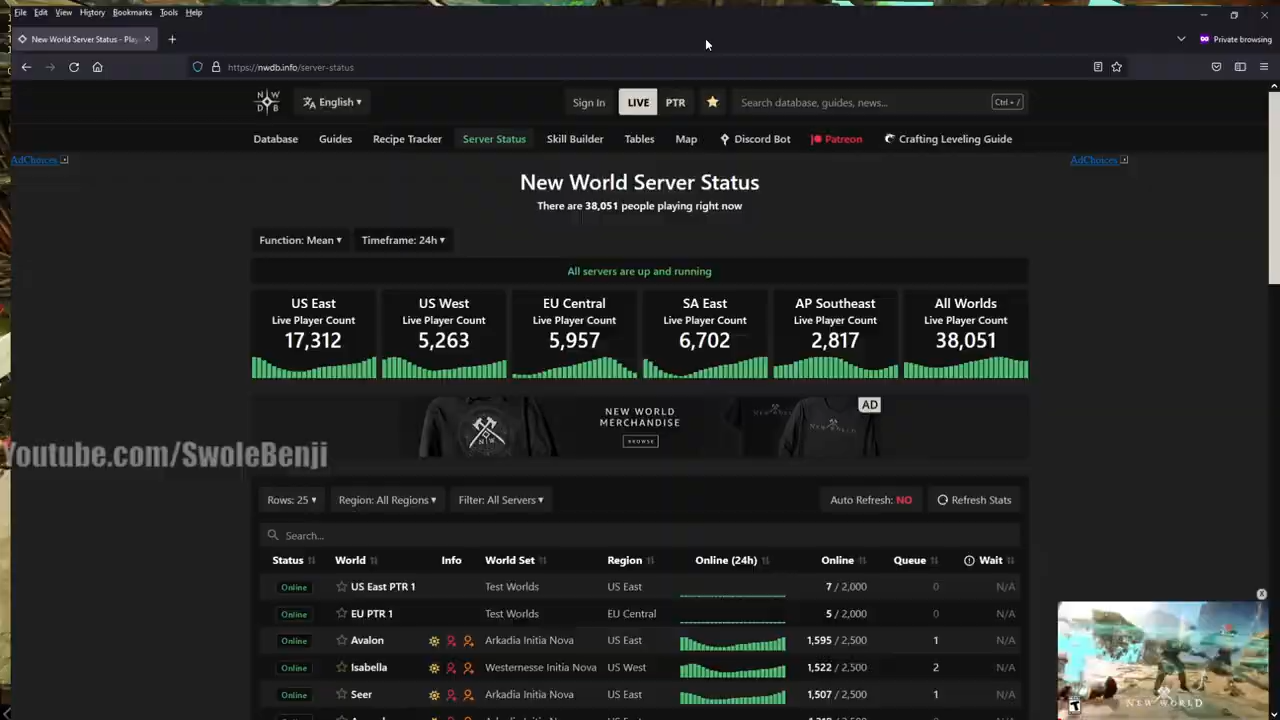 File Edit View History Bookmarks Tools Help
New World Server Status - Play
Private browsing
https://nwdb.info/server-status
N W D B
English
Sign In
LIVE
PTR
Search database, guides, news...
Ctrl + /
Database Guides Recipe Tracker Server Status Skill Builder Tables Map Discord Bot Patreon Crafting Leveling Guide
AdChoices
AdChoices
New World Server Status
There are 38,051 people playing right now
Function: Mean ▾ Timeframe: 24h ▾
All servers are up and running
US East US West EU Central SA East AP Southeast All Worlds
Live Player Count Live Player Count Live Player Count Live Player Count Live Player Count Live Player Count
17,312 5,263 5,957 6,702 2,817 38,051
AD
NEW WORLD
MERCHANDISE
BROWSE
Youtube.com/SwoleBenji
Rows: 25 ▾ Region: All Regions ▾ Filter: All Servers ▾ Auto Refresh: NO Refresh Stats
Search...
Status World Info World Set Region Online (24h) Online Queue Wait
Online US East PTR 1 Test Worlds US East 7 / 2,000 0 N/A
Online EU PTR 1 Test Worlds EU Central 5 / 2,000 0 N/A
Online Avalon Arkadia Initia Nova US East 1,595 / 2,500 1 N/A
Online Isabella Westernesse Initia Nova US West 1,522 / 2,500 2 N/A
Online Seer Arkadia Initia Nova US East 1,507 / 2,500 1 N/A
NEW WORLD